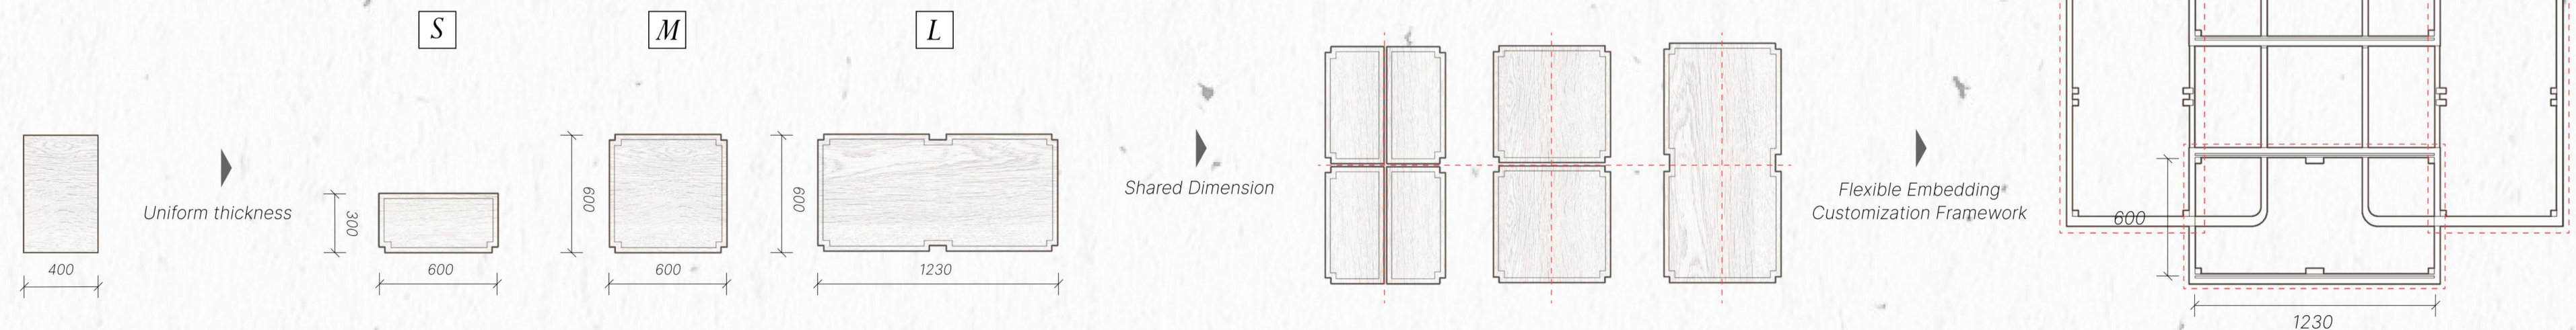 S
M
L
400
Uniform thickness
300
600
600
600
600
1230
Shared Dimension
Flexible Embedding
Customization Framework
600
1230